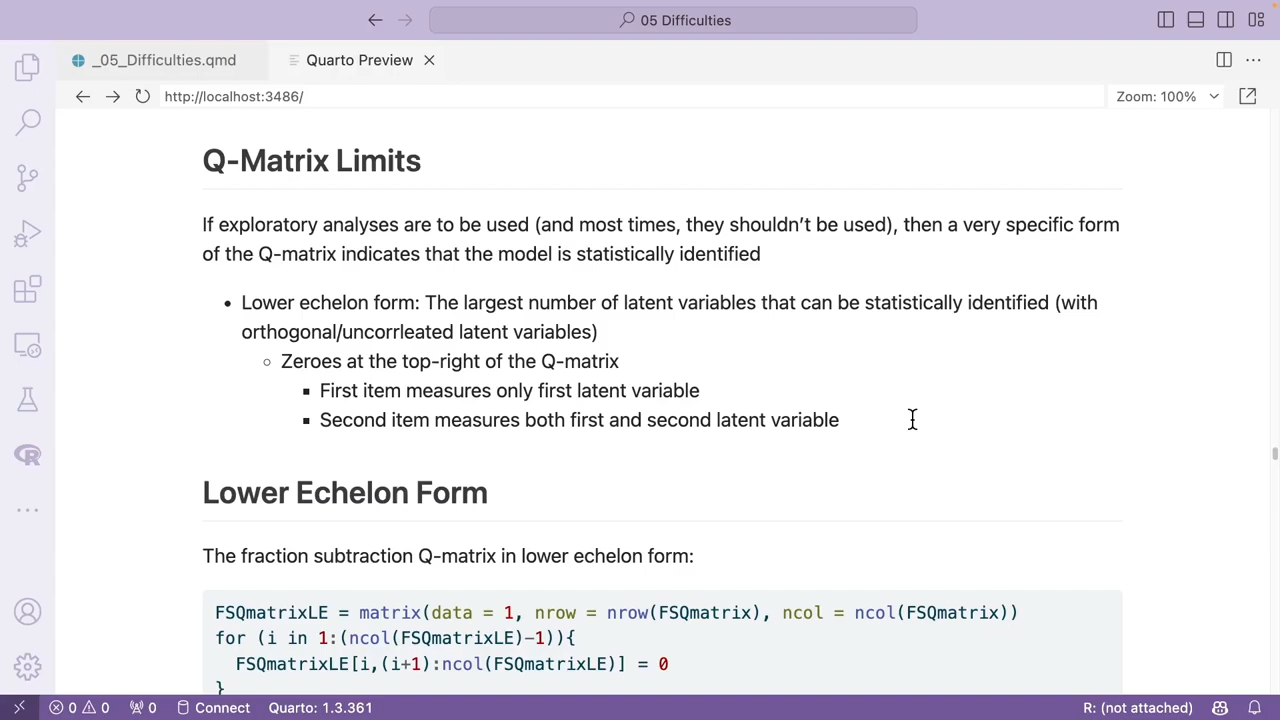 05 Difficulties
_05_Difficulties.qmd
Quarto Preview
http://localhost:3486/
Zoom: 100%
Q-Matrix Limits
If exploratory analyses are to be used (and most times, they shouldn't be used), then a very specific form
of the Q-matrix indicates that the model is statistically identified
• Lower echelon form: The largest number of latent variables that can be statistically identified (with
orthogonal/uncorrleated latent variables)
◦ Zeroes at the top-right of the Q-matrix
▪ First item measures only first latent variable
▪ Second item measures both first and second latent variable
Lower Echelon Form
The fraction subtraction Q-matrix in lower echelon form:
FSQmatrixLE = matrix(data = 1, nrow = nrow(FSQmatrix), ncol = ncol(FSQmatrix))
for (i in 1:(ncol(FSQmatrixLE)-1)){
FSQmatrixLE[i,(i+1):ncol(FSQmatrixLE)] = 0
}
0 0 0 Connect Quarto: 1.3.361 R: (not attached)